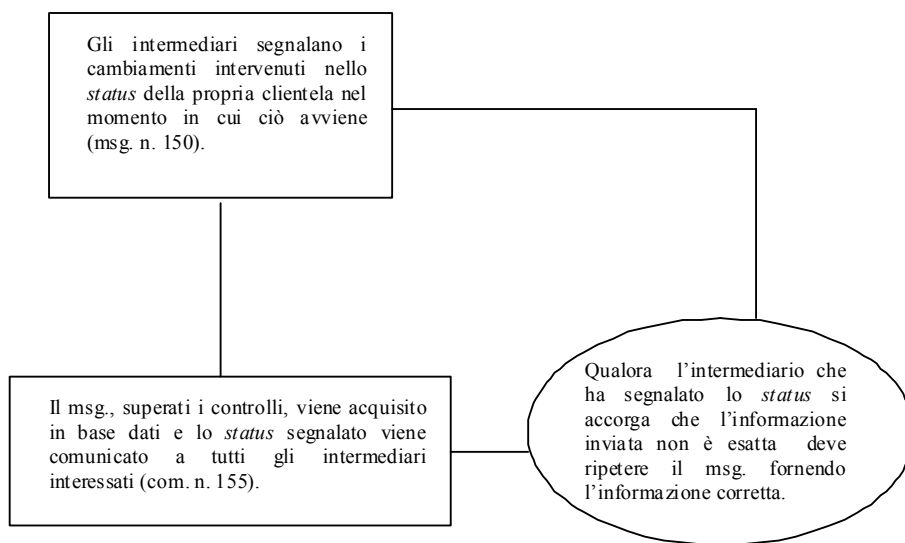 Gli intermediari segnalano i
cambiamenti intervenuti nello
status della propria clientela nel
momento in cui ciò avviene
(msg. n. 150).
Il msg., superati i controlli, viene acquisito
in base dati e lo status segnalato viene
comunicato a tutti gli intermediari
interessati (com. n. 155).
Qualora l'intermediario che
ha segnalato lo status si
accorga che l'informazione
inviata non è esatta deve
ripetere il msg. fornendo
l'informazione corretta.